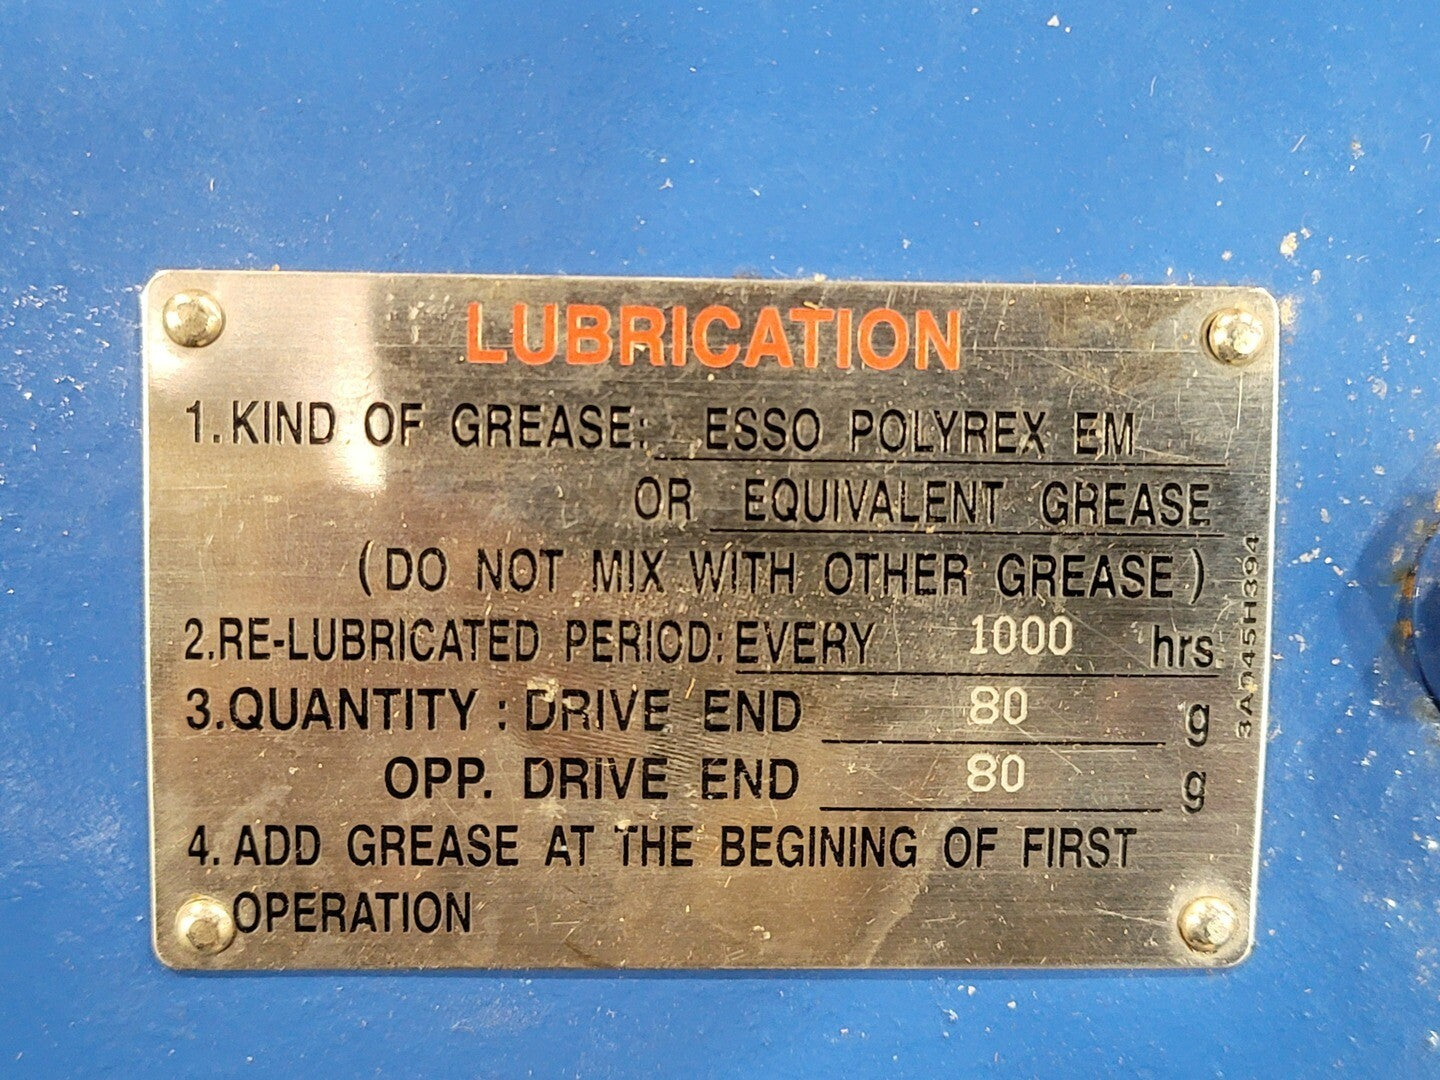 LUBRICATION
1. KIND OF GREASE: ESSO POLYREX EM
OR EQUIVALENT GREASE
(DO NOT MIX WITH OTHER GREASE)
2. RE-LUBRICATED PERIOD: EVERY 1000 hrs.
3. QUANTITY : DRIVE END 80 g
OPP. DRIVE END 80 g
4. ADD GREASE AT THE BEGINING OF FIRST
OPERATION
3A045H394